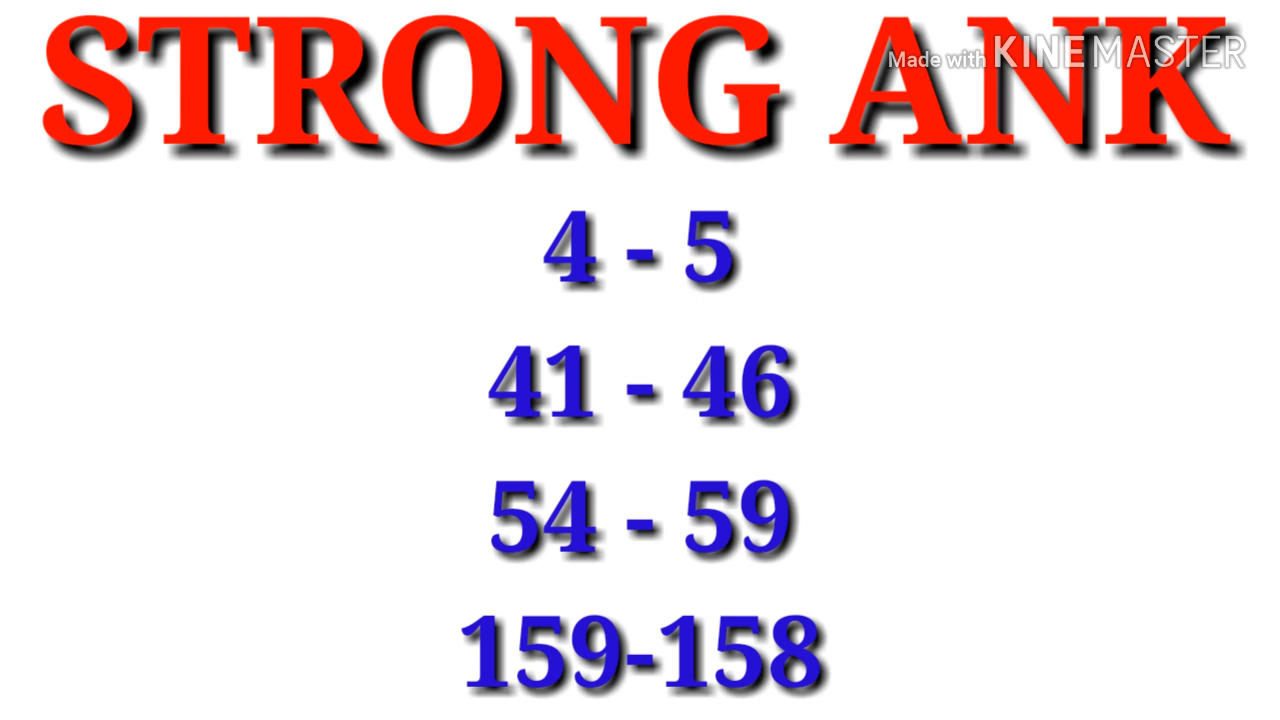 STRONG ANK
Made with KINEMASTER
4 - 5
41 - 46
54 - 59
159-158